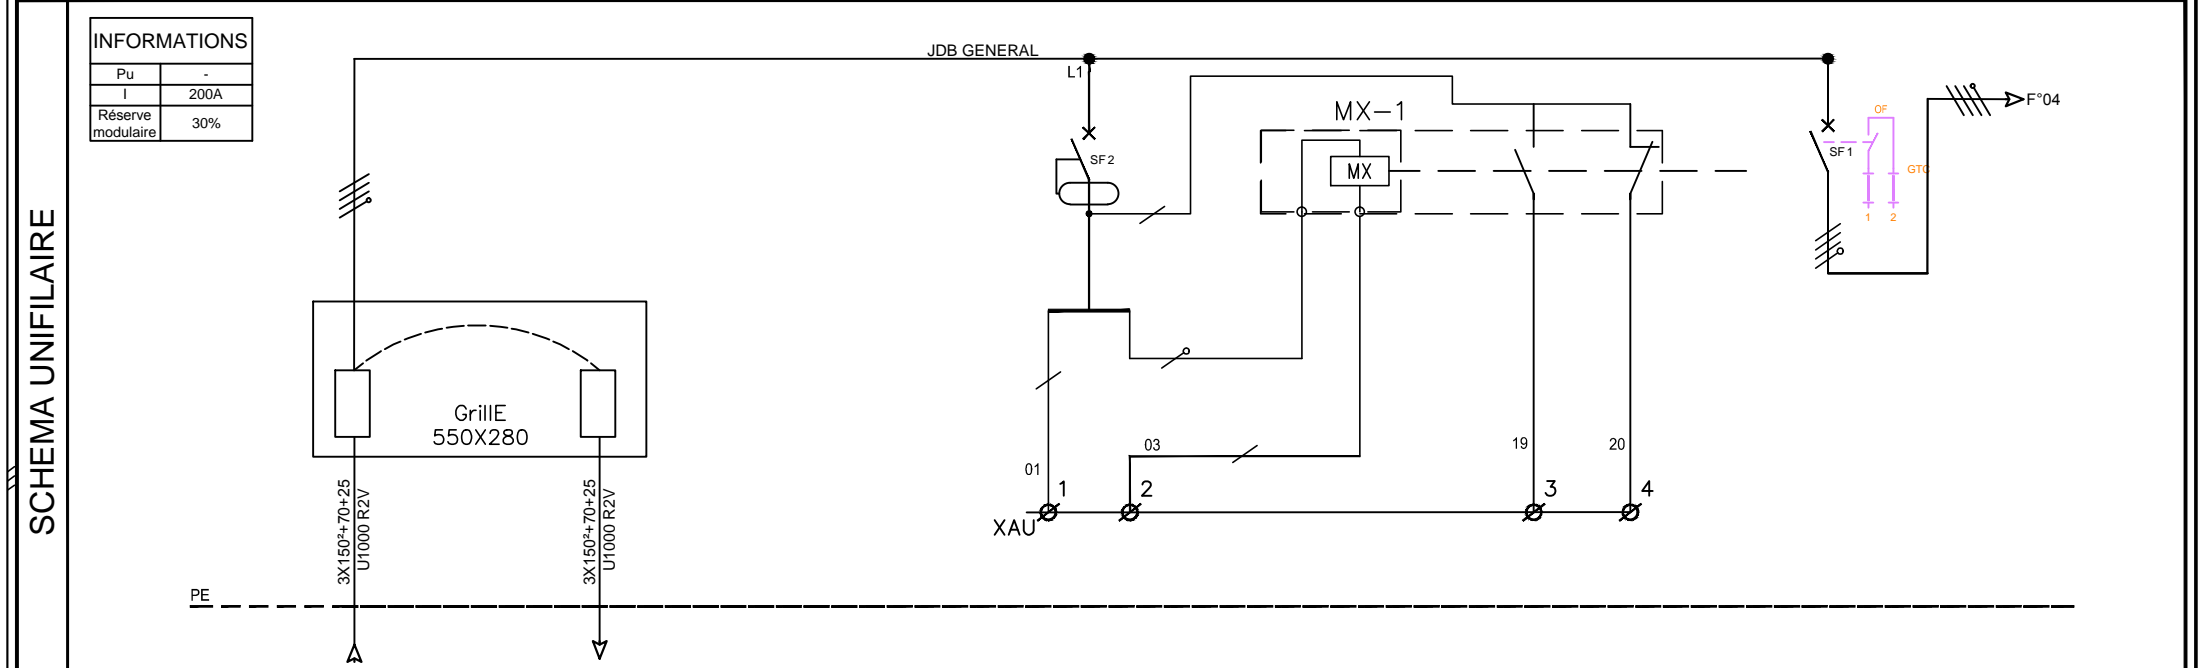 SCHEMA UNIFILAIRE
INFORMATIONS
Pu -
I 200A
Réserve modulaire 30%
JDB GENERAL
L1
SF2
MX-1
MX
SF1
OF
GTC
1 2
F°04
GrillE
550X280
3X150²+70+25
U1000 R2V
3X150²+70+25
U1000 R2V
01
03
19
20
1
2
3
4
XAU
PE